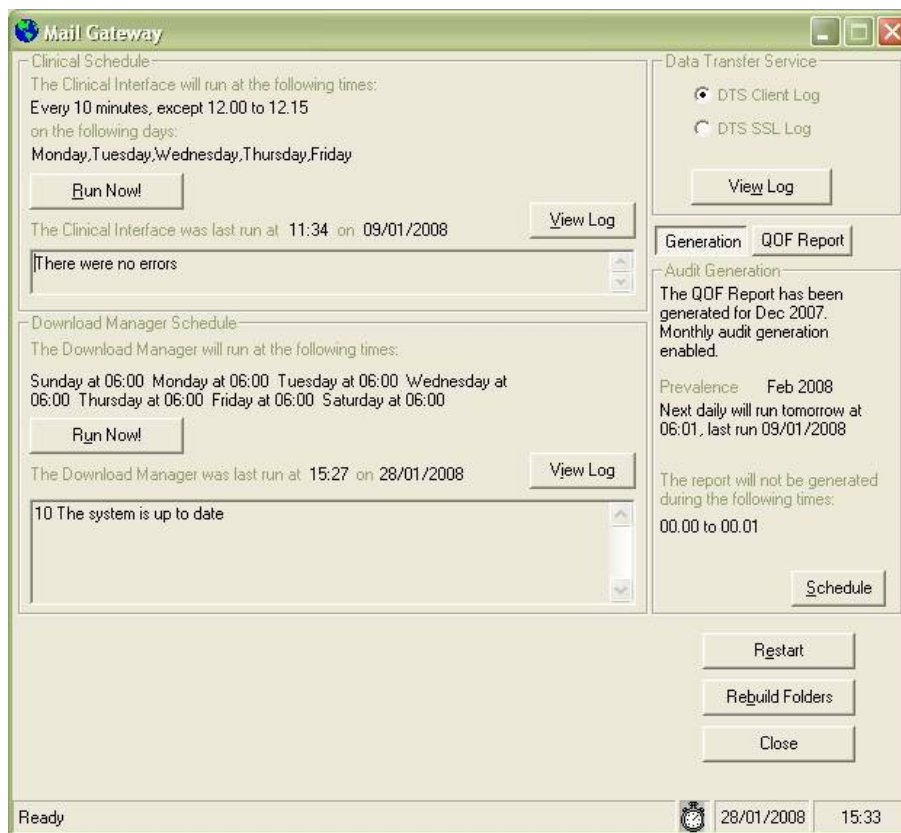 Mail Gateway
Clinical Schedule
The Clinical Interface will run at the following times:
Every 10 minutes, except 12.00 to 12.15
on the following days:
Monday,Tuesday,Wednesday,Thursday,Friday
Run Now!
View Log
The Clinical Interface was last run at 11:34 on 09/01/2008
There were no errors
Download Manager Schedule
The Download Manager will run at the following times:
Sunday at 06:00 Monday at 06:00 Tuesday at 06:00 Wednesday at
06:00 Thursday at 06:00 Friday at 06:00 Saturday at 06:00
Run Now!
View Log
The Download Manager was last run at 15:27 on 28/01/2008
10 The system is up to date
Data Transfer Service
DTS Client Log
DTS SSL Log
View Log
Generation QOF Report
Audit Generation
The QOF Report has been
generated for Dec 2007.
Monthly audit generation
enabled.
Prevalence Feb 2008
Next daily will run tomorrow at
06:01, last run 09/01/2008
The report will not be generated
during the following times:
00.00 to 00.01
Schedule
Restart
Rebuild Folders
Close
Ready 28/01/2008 15:33